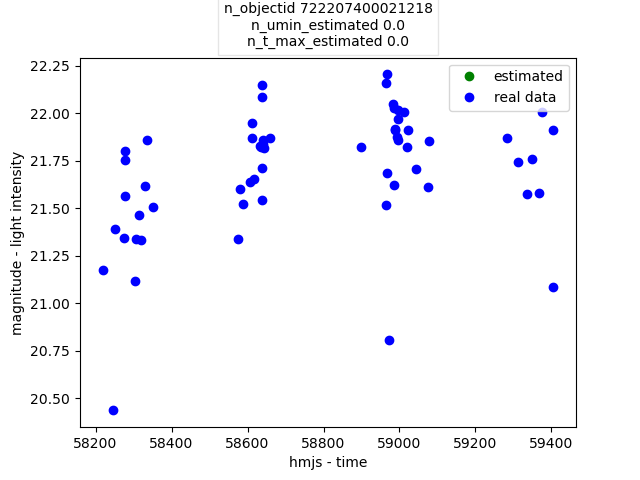 n_objectid 722207400021218
n_umin_estimated 0.0
n_t_max_estimated 0.0
22.25
22.00
21.75
21.50
21.25
21.00
20.75
20.50
magnitude - light intensity
estimated
real data
58200 58400 58600 58800 59000 59200 59400
hmjs - time